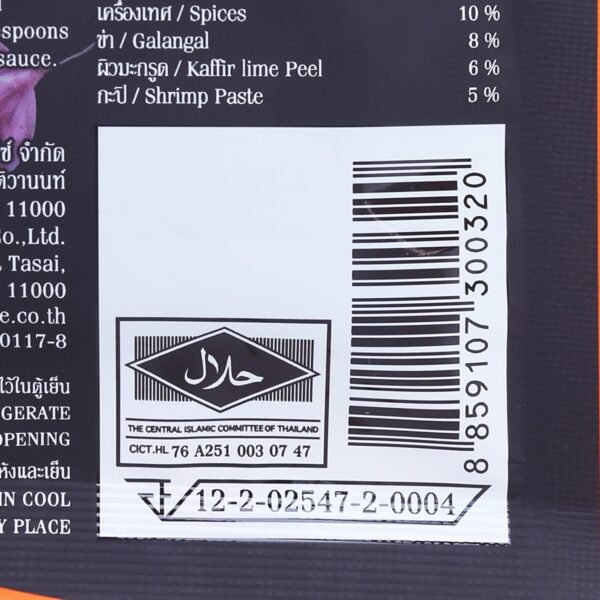 espoons
sauce.
เครื่องเทศ / Spices 10 %
ข่า / Galangal 8 %
ผิวมะกรูด / Kaffir lime Peel 6 %
กะปิ / Shrimp Paste 5 %
ซ์ จำกัด
ติวานนท์
11000
Co.,Ltd.
Tasai,
11000
e.co.th
0117-8
ไว้ในตู้เย็น
GERATE
OPENING
ห้งและเย็น
IN COOL
Y PLACE
حلال
THE CENTRAL ISLAMIC COMMITTEE OF THAILAND
CICT.HL 76 A251 003 07 47
12-2-02547-2-0004
8 859107 300320